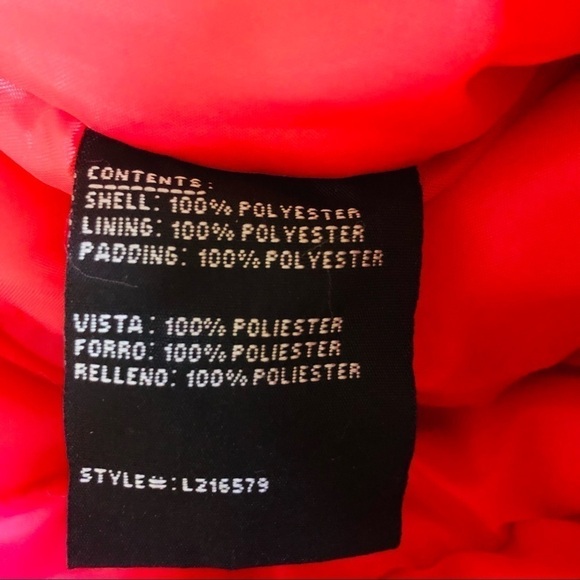 CONTENTS:
SHELL: 100% POLYESTER
LINING: 100% POLYESTER
PADDING: 100% POLYESTER
VISTA: 100% POLIESTER
FORRO: 100% POLIESTER
RELLENO: 100% POLIESTER
STYLE#: L216579